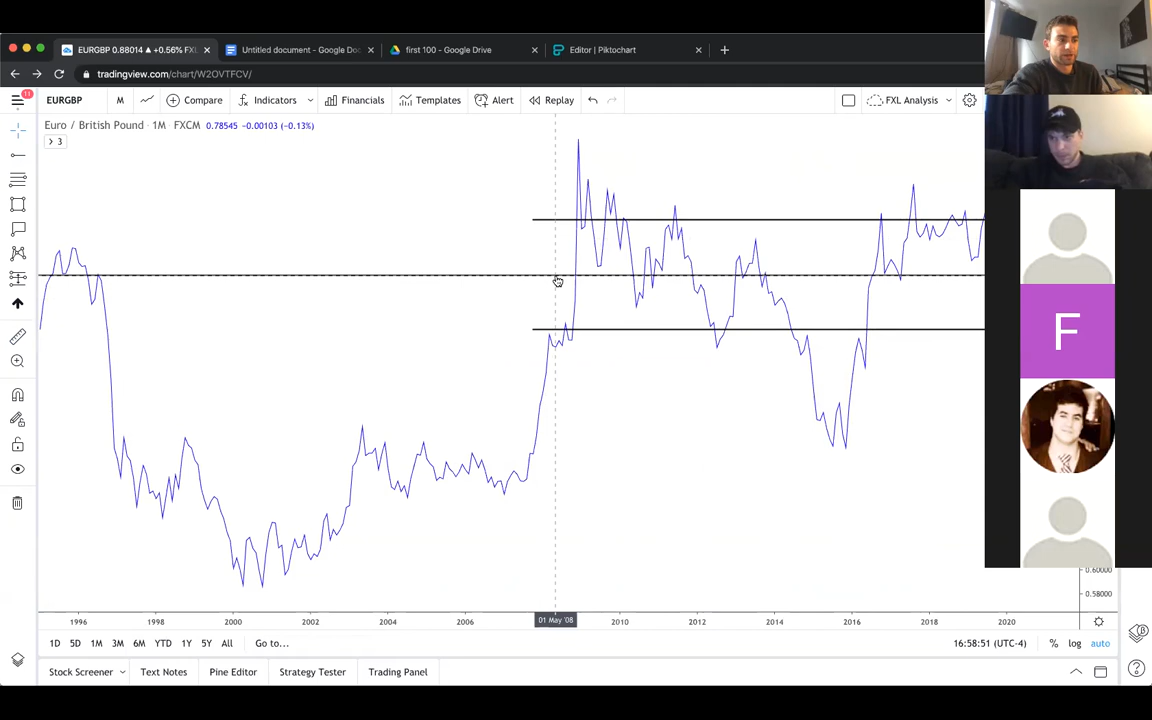 EURGBP 0.88014 ▲ +0.56% FXL
Untitled document - Google Doc
first 100 - Google Drive
Editor | Piktochart
tradingview.com/chart/W2OVTFCV/
11
EURGBP M Compare Indicators Financials Templates Alert Replay FXL Analysis
Euro / British Pound · 1M · FXCM 0.78545 −0.00103 (−0.13%)
3
F
0.60000
0.58000
1996 1998 2000 2002 2004 2006 01 May '08 2010 2012 2014 2016 2018 2020
1D 5D 1M 3M 6M YTD 1Y 5Y All Go to... 16:58:51 (UTC-4) % log auto
Stock Screener Text Notes Pine Editor Strategy Tester Trading Panel